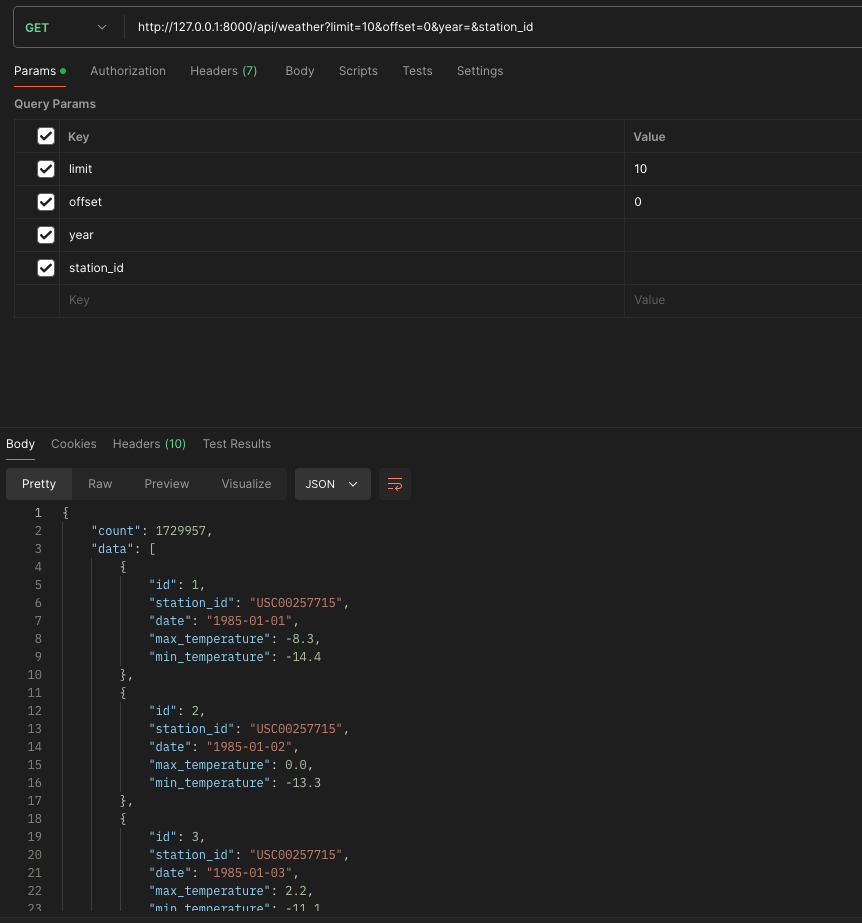 GET http://127.0.0.1:8000/api/weather?limit=10&offset=0&year=&station_id
Params Authorization Headers (7) Body Scripts Tests Settings
Query Params
Key Value
limit 10
offset 0
year
station_id
Key Value
Body Cookies Headers (10) Test Results
Pretty Raw Preview Visualize JSON
1 {
2 "count": 1729957,
3 "data": [
4 {
5 "id": 1,
6 "station_id": "USC00257715",
7 "date": "1985-01-01",
8 "max_temperature": -8.3,
9 "min_temperature": -14.4
10 },
11 {
12 "id": 2,
13 "station_id": "USC00257715",
14 "date": "1985-01-02",
15 "max_temperature": 0.0,
16 "min_temperature": -13.3
17 },
18 {
19 "id": 3,
20 "station_id": "USC00257715",
21 "date": "1985-01-03",
22 "max_temperature": 2.2,
23 "min_temperature": -11.1